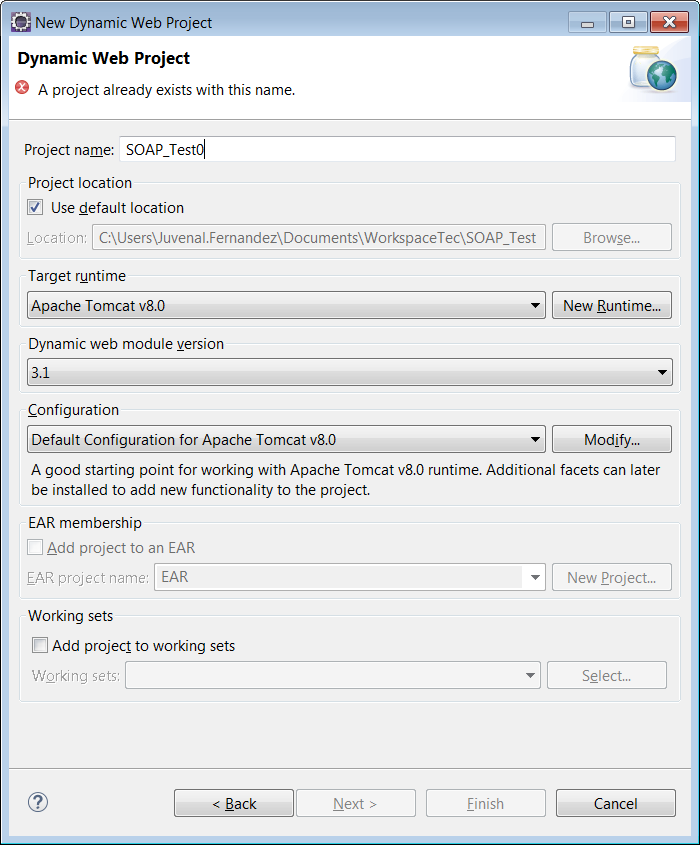 New Dynamic Web Project
Dynamic Web Project
A project already exists with this name.
Project name: SOAP_Test0
Project location
Use default location
Location: C:\Users\Juvenal.Fernandez\Documents\WorkspaceTec\SOAP_Test Browse...
Target runtime
Apache Tomcat v8.0 New Runtime...
Dynamic web module version
3.1
Configuration
Default Configuration for Apache Tomcat v8.0 Modify...
A good starting point for working with Apache Tomcat v8.0 runtime. Additional facets can later
be installed to add new functionality to the project.
EAR membership
Add project to an EAR
EAR project name: EAR New Project...
Working sets
Add project to working sets
Working sets: Select...
? < Back Next > Finish Cancel